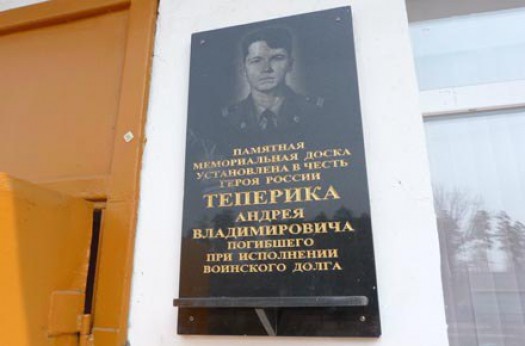 ПАМЯТНАЯ
МЕМОРИАЛЬНАЯ ДОСКА
УСТАНОВЛЕНА В ЧЕСТЬ
ГЕРОЯ РОССИИ
ТЕПЕРИКА
АНДРЕЯ
ВЛАДИМИРОВИЧА
ПОГИБШЕГО
ПРИ ИСПОЛНЕНИИ
ВОИНСКОГО ДОЛГА